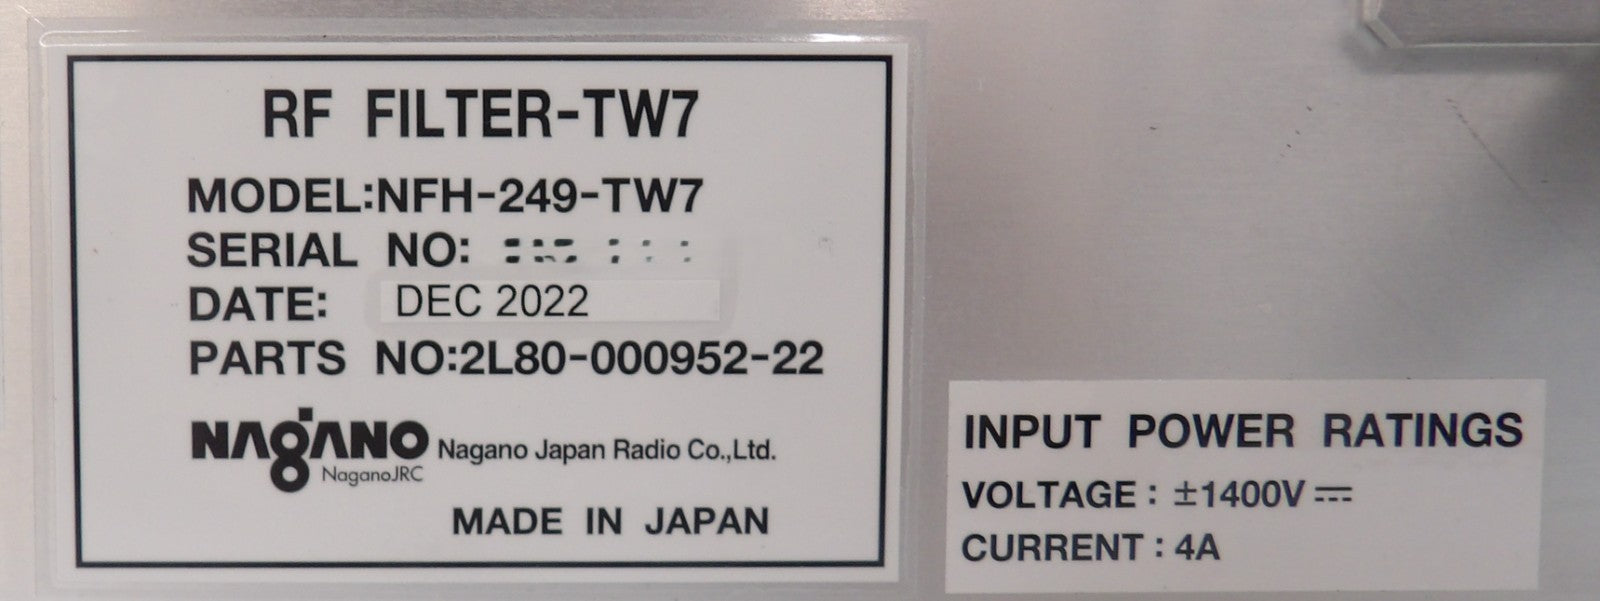 RF FILTER-TW7
MODEL:NFH-249-TW7
SERIAL NO:
DATE: DEC 2022
PARTS NO:2L80-000952-22
NAGANO Nagano Japan Radio Co.,Ltd.
NaganoJRC
MADE IN JAPAN
INPUT POWER RATINGS
VOLTAGE : ±1400V ⎓
CURRENT : 4A